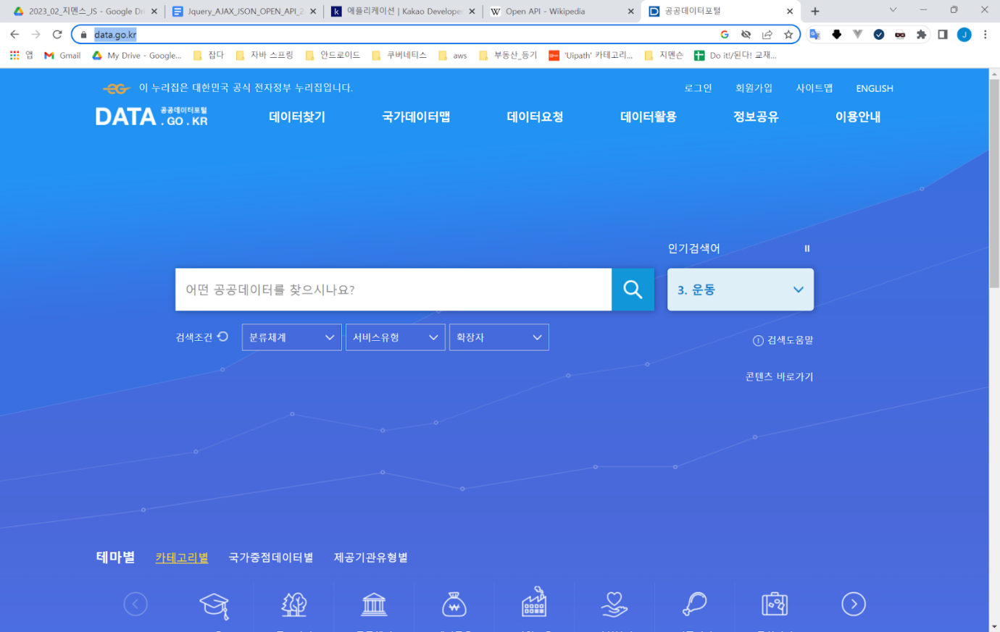 2023_02_지멘스_JS - Google Dri
Jquery_AJAX_JSON_OPEN_API_2
애플리케이션 | Kakao Develope
Open API - Wikipedia
공공데이터포털
data.go.kr
앱
Gmail
My Drive - Google...
잡다
자바 스프링
안드로이드
쿠버네티스
aws
부동산_등기
'Uipath' 카테고리...
지멘슨
Do it!/된다! 교재...
이 누리집은 대한민국 공식 전자정부 누리집입니다.
로그인 회원가입 사이트맵 ENGLISH
DATA 공공데이터포털 . GO . KR
데이터찾기 국가데이터맵 데이터요청 데이터활용 정보공유 이용안내
인기검색어
어떤 공공데이터를 찾으시나요?
3. 운동
검색조건
분류체계
서비스유형
확장자
검색도움말
콘텐츠 바로가기
테마별 카테고리별 국가중점데이터별 제공기관유형별